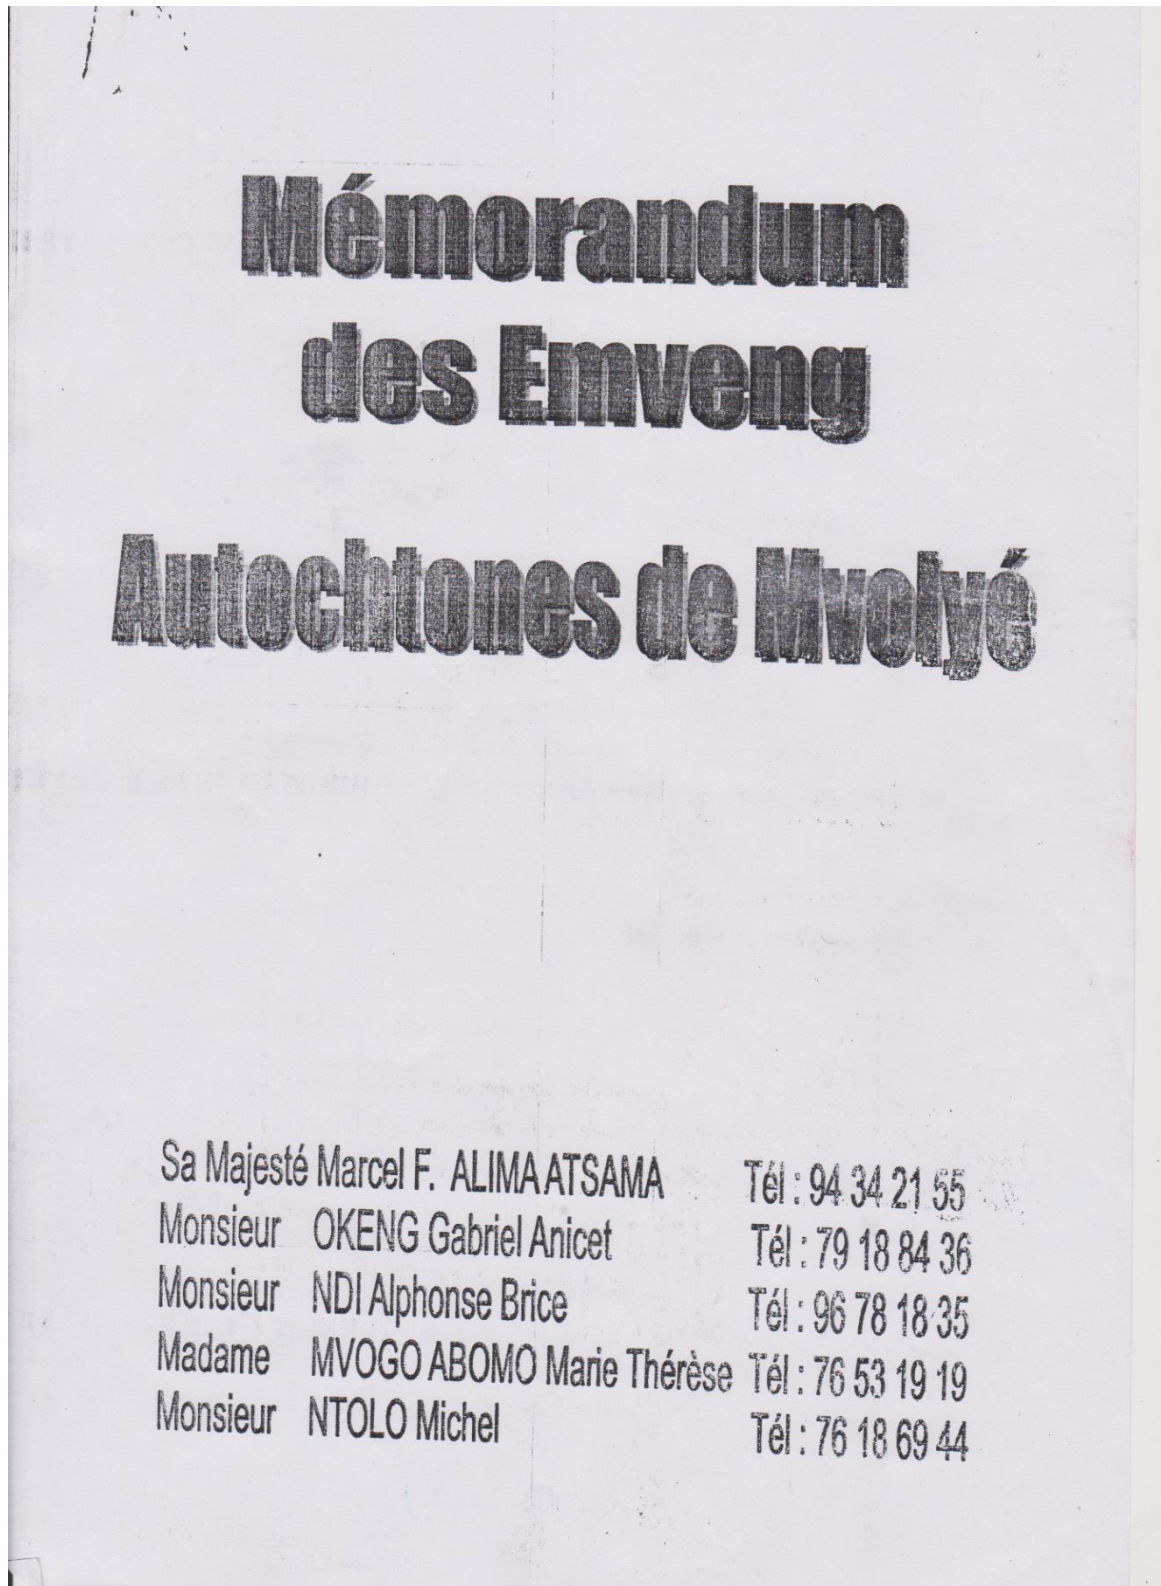 Mémorandum
des Emveng
Autochtones de Mvolyé
Sa Majesté Marcel F. ALIMA ATSAMA Tél : 94 34 21 55
Monsieur OKENG Gabriel Anicet Tél : 79 18 84 36
Monsieur NDI Alphonse Brice Tél : 96 78 18 35
Madame MVOGO ABOMO Marie Thérèse Tél : 76 53 19 19
Monsieur NTOLO Michel Tél : 76 18 69 44